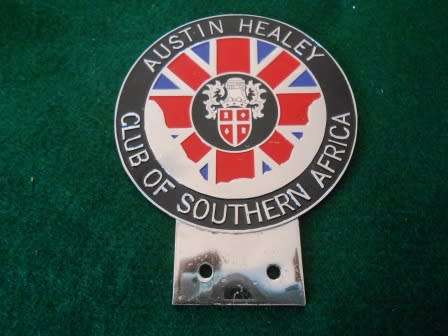 AUSTIN HEALEY
CLUB OF SOUTHERN AFRICA